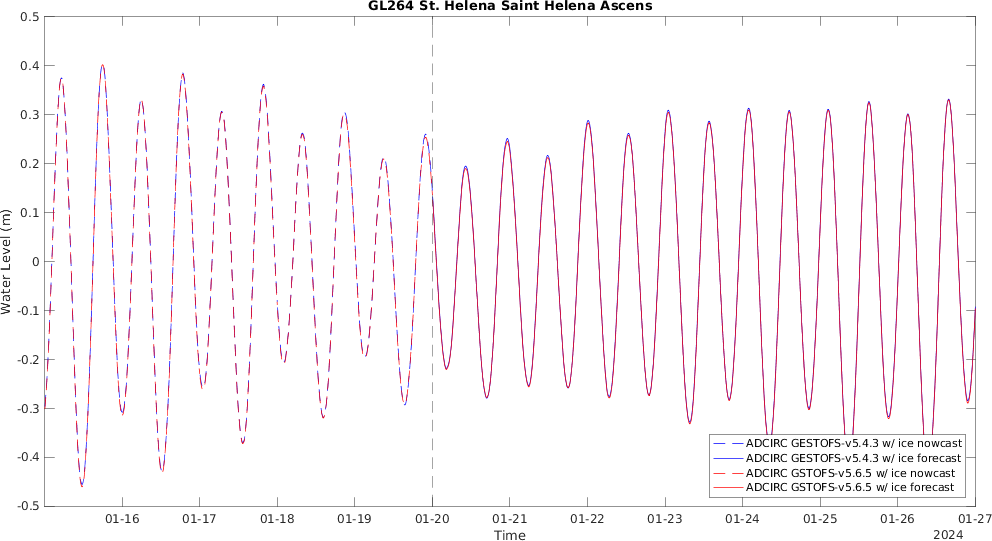 GL264 St. Helena Saint Helena Ascens
0.5
0.4
0.3
0.2
0.1
0
-0.1
-0.2
-0.3
-0.4
-0.5
Water Level (m)
ADCIRC GESTOFS-v5.4.3 w/ ice nowcast
ADCIRC GESTOFS-v5.4.3 w/ ice forecast
ADCIRC GSTOFS-v5.6.5 w/ ice nowcast
ADCIRC GSTOFS-v5.6.5 w/ ice forecast
01-16 01-17 01-18 01-19 01-20 01-21 01-22 01-23 01-24 01-25 01-26 01-27
Time
2024